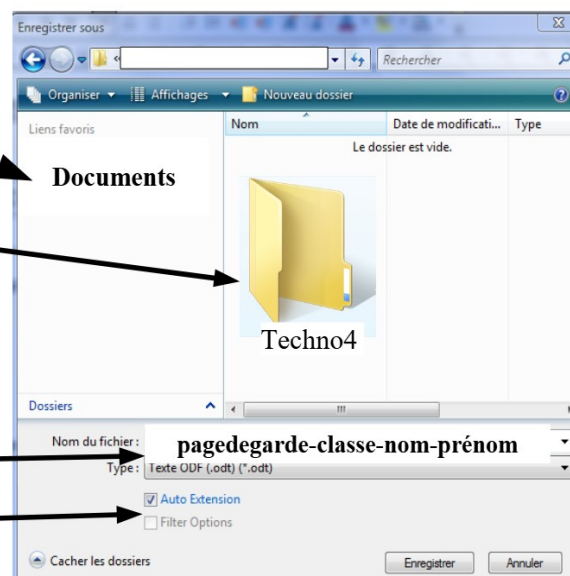 Enregistrer sous
«
Rechercher
Organiser Affichages Nouveau dossier
Liens favoris
Nom Date de modificati... Type
Le dossier est vide.
Documents
Techno4
Dossiers
Nom du fichier : pagedegarde-classe-nom-prénom
Type : Texte ODF (.odt) (*.odt)
Auto Extension
Filter Options
Cacher les dossiers Enregistrer Annuler